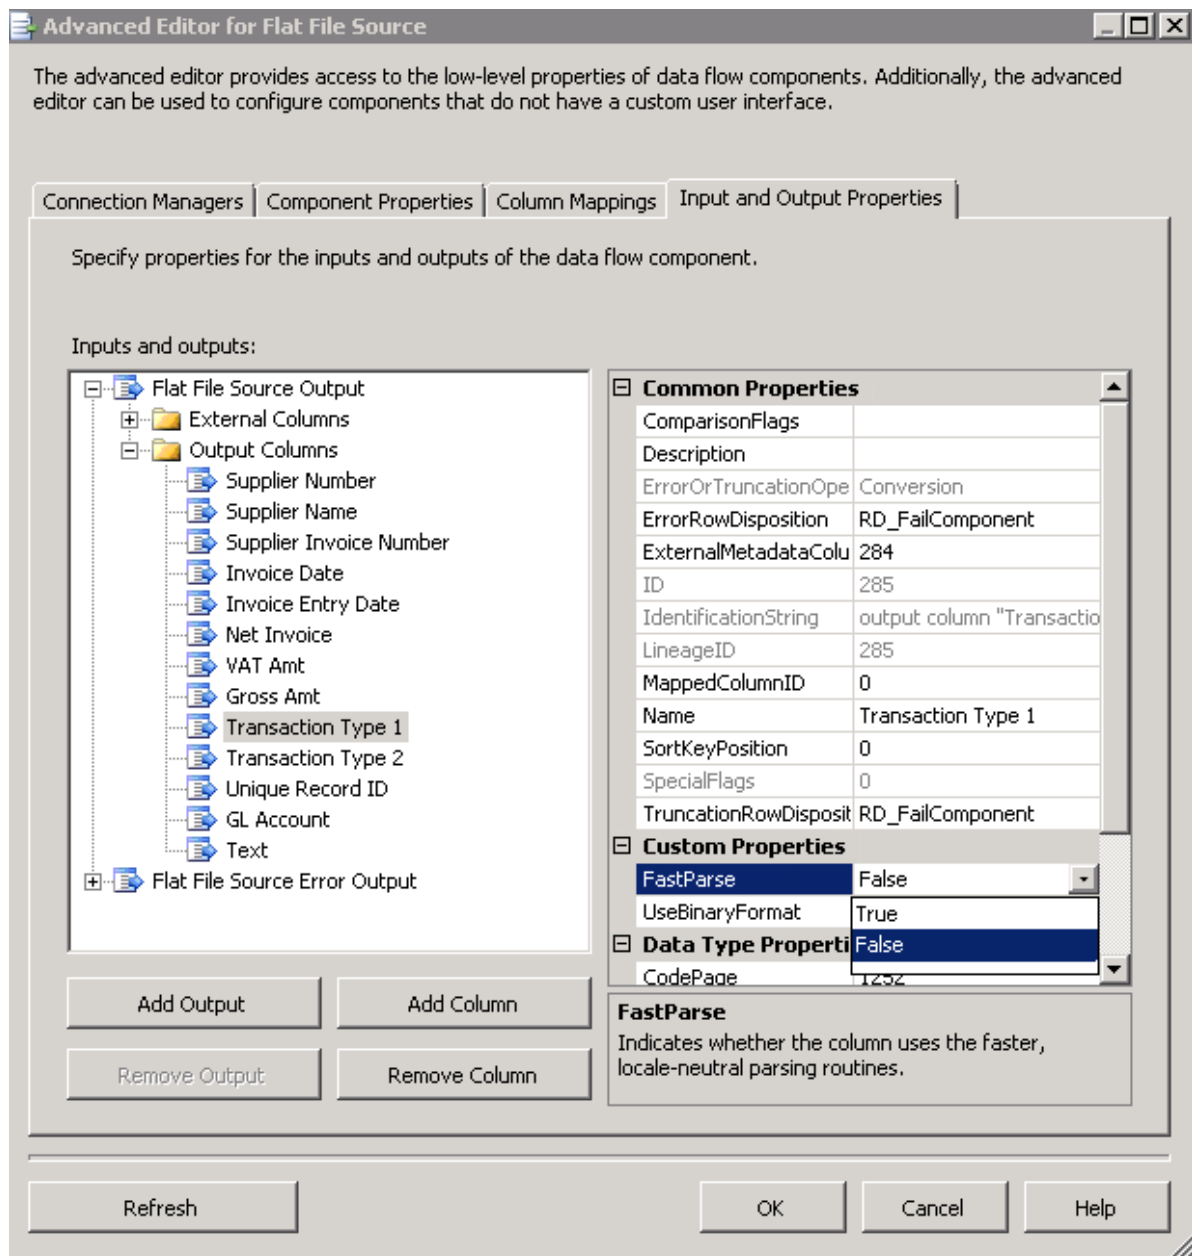 Advanced Editor for Flat File Source
The advanced editor provides access to the low-level properties of data flow components. Additionally, the advanced
editor can be used to configure components that do not have a custom user interface.
Connection Managers
Component Properties
Column Mappings
Input and Output Properties
Specify properties for the inputs and outputs of the data flow component.
Inputs and outputs:
Flat File Source Output
External Columns
Output Columns
Supplier Number
Supplier Name
Supplier Invoice Number
Invoice Date
Invoice Entry Date
Net Invoice
VAT Amt
Gross Amt
Transaction Type 1
Transaction Type 2
Unique Record ID
GL Account
Text
Flat File Source Error Output
Add Output
Add Column
Remove Output
Remove Column
Common Properties
ComparisonFlags
Description
ErrorOrTruncationOpe Conversion
ErrorRowDisposition RD_FailComponent
ExternalMetadataColu 284
ID 285
IdentificationString output column "Transactio
LineageID 285
MappedColumnID 0
Name Transaction Type 1
SortKeyPosition 0
SpecialFlags 0
TruncationRowDisposit RD_FailComponent
Custom Properties
FastParse False
UseBinaryFormat
True
Data Type Properti
False
CodePage 1252
FastParse
Indicates whether the column uses the faster,
locale-neutral parsing routines.
Refresh
OK
Cancel
Help